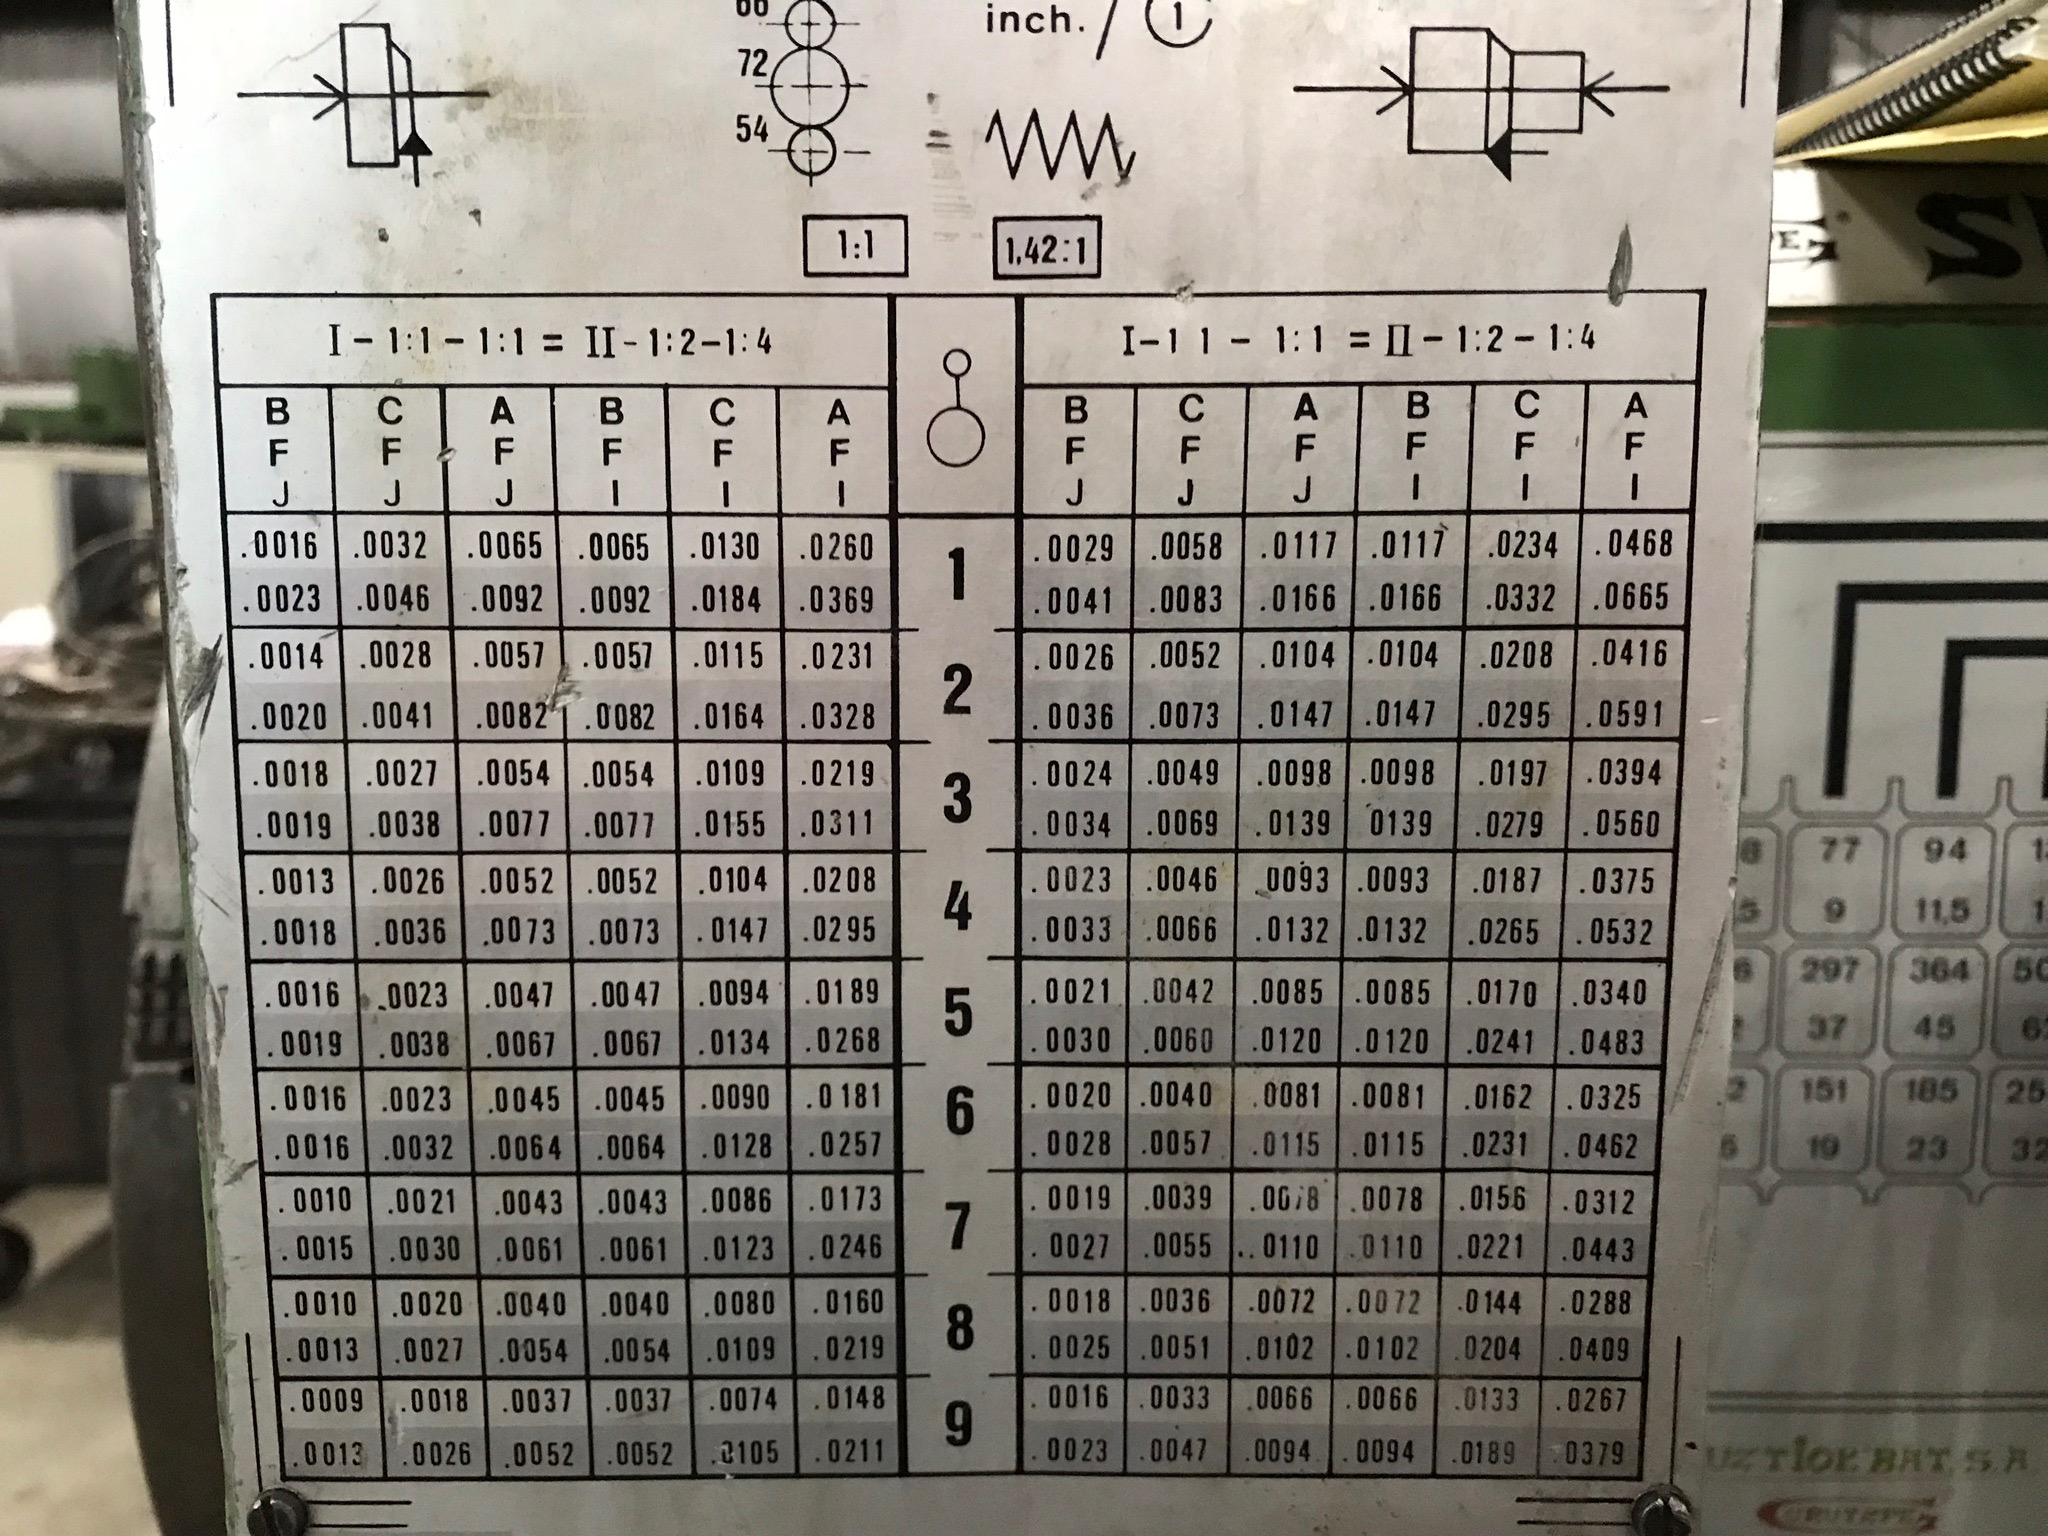 inch. / 1
72
54
1:1 1.42:1
I - 1:1 - 1:1 = II - 1:2 - 1:4 I - 1 1 - 1:1 = II - 1:2 - 1:4
B C A B C A B C A B C A
F F F F F F F F F F F F
J J J I I I J J J I I I
.0016 .0032 .0065 .0065 .0130 .0260 1 .0029 .0058 .0117 .0117 .0234 .0468
.0023 .0046 .0092 .0092 .0184 .0369 .0041 .0083 .0166 .0166 .0332 .0665
.0014 .0028 .0057 .0057 .0115 .0231 2 .0026 .0052 .0104 .0104 .0208 .0416
.0020 .0041 .0082 .0082 .0164 .0328 .0036 .0073 .0147 .0147 .0295 .0591
.0018 .0027 .0054 .0054 .0109 .0219 3 .0024 .0049 .0098 .0098 .0197 .0394
.0019 .0038 .0077 .0077 .0155 .0311 .0034 .0069 .0139 0139 .0279 .0560
.0013 .0026 .0052 .0052 .0104 .0208 4 .0023 .0046 .0093 .0093 .0187 .0375
.0018 .0036 .0073 .0073 .0147 .0295 .0033 .0066 .0132 .0132 .0265 .0532
.0016 .0023 .0047 .0047 .0094 .0189 5 .0021 .0042 .0085 .0085 .0170 .0340
.0019 .0038 .0067 .0067 .0134 .0268 .0030 .0060 .0120 .0120 .0241 .0483
.0016 .0023 .0045 .0045 .0090 .0181 6 .0020 .0040 .0081 .0081 .0162 .0325
.0016 .0032 .0064 .0064 .0128 .0257 .0028 .0057 .0115 .0115 .0231 .0462
.0010 .0021 .0043 .0043 .0086 .0173 7 .0019 .0039 .0078 .0078 .0156 .0312
.0015 .0030 .0061 .0061 .0123 .0246 .0027 .0055 .0110 .0110 .0221 .0443
.0010 .0020 .0040 .0040 .0080 .0160 8 .0018 .0036 .0072 .0072 .0144 .0288
.0013 .0027 .0054 .0054 .0109 .0219 .0025 .0051 .0102 .0102 .0204 .0409
.0009 .0018 .0037 .0037 .0074 .0148 9 .0016 .0033 .0066 .0066 .0133 .0267
.0013 .0026 .0052 .0052 .0105 .0211 .0023 .0047 .0094 .0094 .0189 .0379
77 94
9 11,5
297 364
37 45
151 185
19 23
S.A.